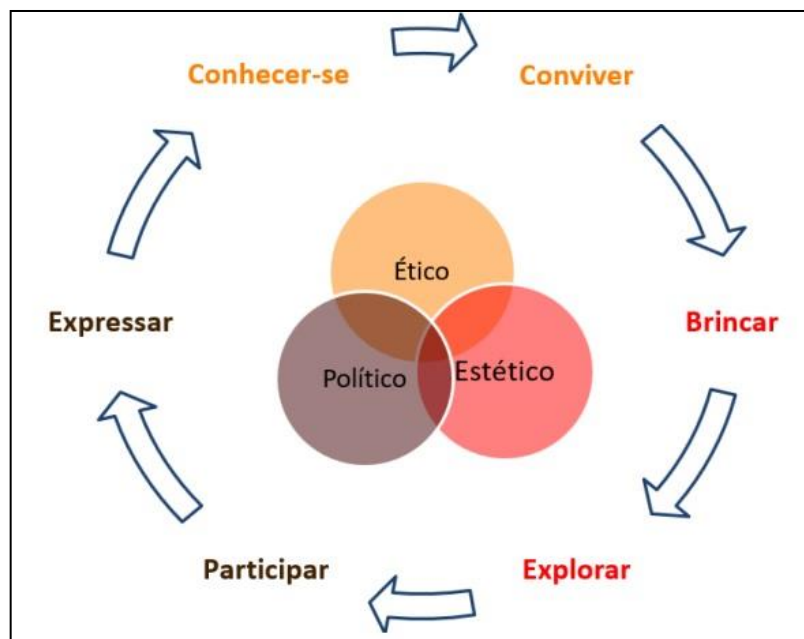 Conhecer-se
Conviver
Ético
Expressar
Brincar
Político
Estético
Participar
Explorar